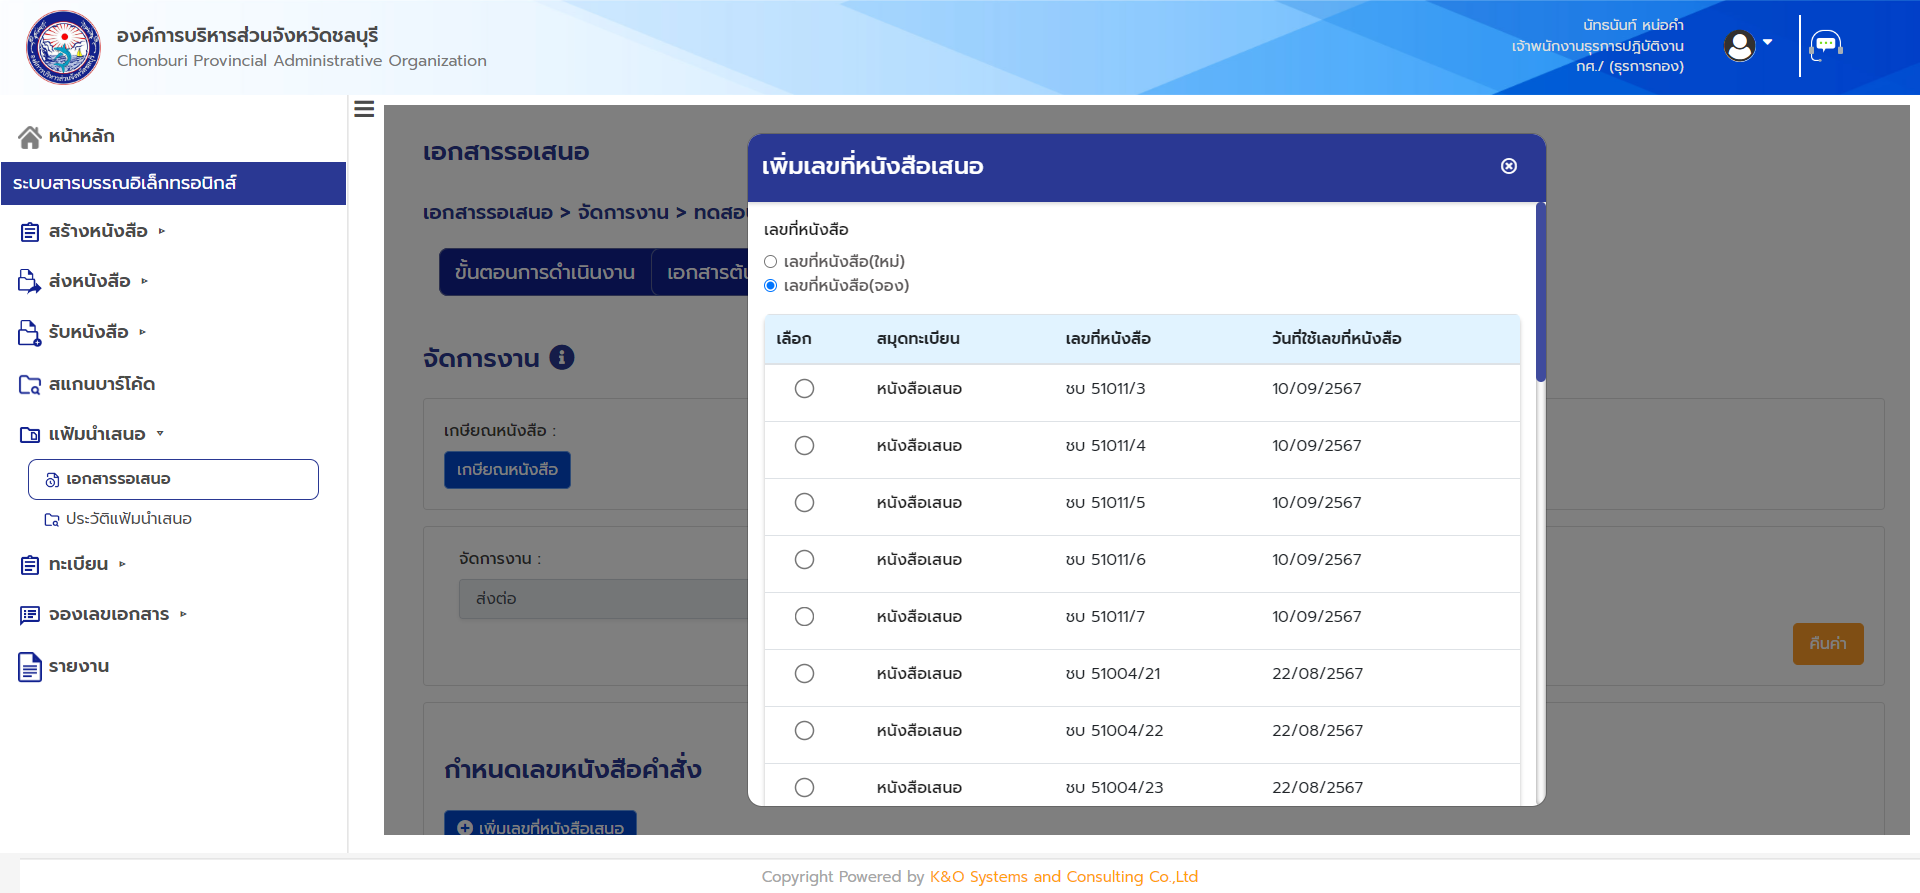 องค์การบริหารส่วนจังหวัดชลบุรี
Chonburi Provincial Administrative Organization
นัทธนันท์ หน่อคำ
เจ้าพนักงานธุรการปฏิบัติงาน
กศ./ (ธุรการกอง)
หน้าหลัก
ระบบสารบรรณอิเล็กทรอนิกส์
สร้างหนังสือ
ส่งหนังสือ
รับหนังสือ
สแกนบาร์โค้ด
แฟ้มนำเสนอ
เอกสารรอเสนอ
ประวัติแฟ้มนำเสนอ
ทะเบียน
จองเลขเอกสาร
รายงาน
เอกสารรอเสนอ
เอกสารรอเสนอ > จัดการงาน > ทดสอบ
ขั้นตอนการดำเนินงาน
เอกสารต้น
จัดการงาน
เกษียณหนังสือ :
เกษียณหนังสือ
จัดการงาน :
ส่งต่อ
คืนค่า
กำหนดเลขหนังสือคำสั่ง
เพิ่มเลขที่หนังสือเสนอ
เพิ่มเลขที่หนังสือเสนอ
เลขที่หนังสือ
เลขที่หนังสือ(ใหม่)
เลขที่หนังสือ(จอง)
เลือก สมุดทะเบียน เลขที่หนังสือ วันที่ใช้เลขที่หนังสือ
หนังสือเสนอ ชบ 51011/3 10/09/2567
หนังสือเสนอ ชบ 51011/4 10/09/2567
หนังสือเสนอ ชบ 51011/5 10/09/2567
หนังสือเสนอ ชบ 51011/6 10/09/2567
หนังสือเสนอ ชบ 51011/7 10/09/2567
หนังสือเสนอ ชบ 51004/21 22/08/2567
หนังสือเสนอ ชบ 51004/22 22/08/2567
หนังสือเสนอ ชบ 51004/23 22/08/2567
Copyright Powered by K&O Systems and Consulting Co.,Ltd